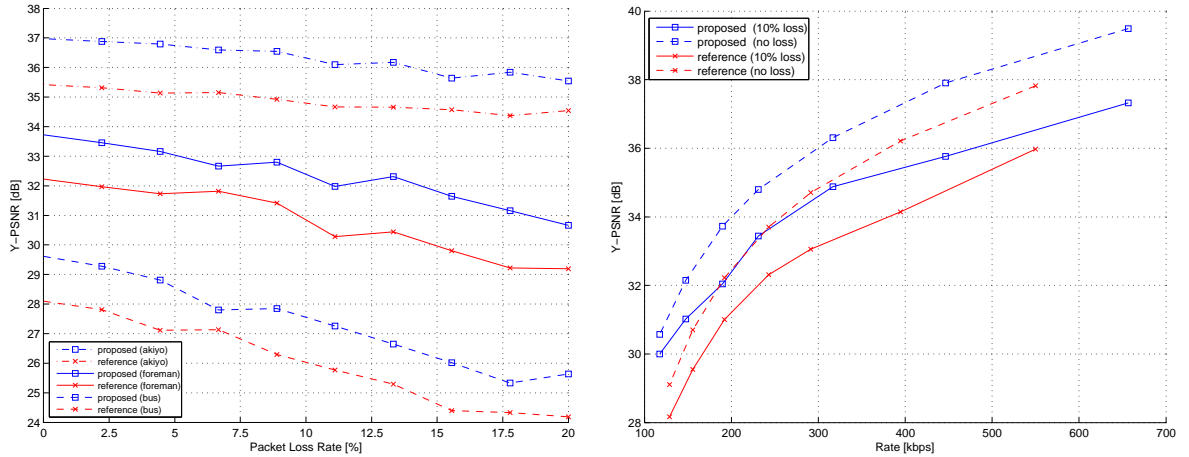 38
37
36
35
34
33
32
31
30
29
28
27
26
25
24
Y-PSNR [dB]
proposed (akiyo)
reference (akiyo)
proposed (foreman)
reference (foreman)
proposed (bus)
reference (bus)
0 2.5 5 7.5 10 12.5 15 17.5 20
Packet Loss Rate [%]
40
38
36
34
32
30
28
Y-PSNR [dB]
proposed (10% loss)
proposed (no loss)
reference (10% loss)
reference (no loss)
100 200 300 400 500 600 700
Rate [kbps]